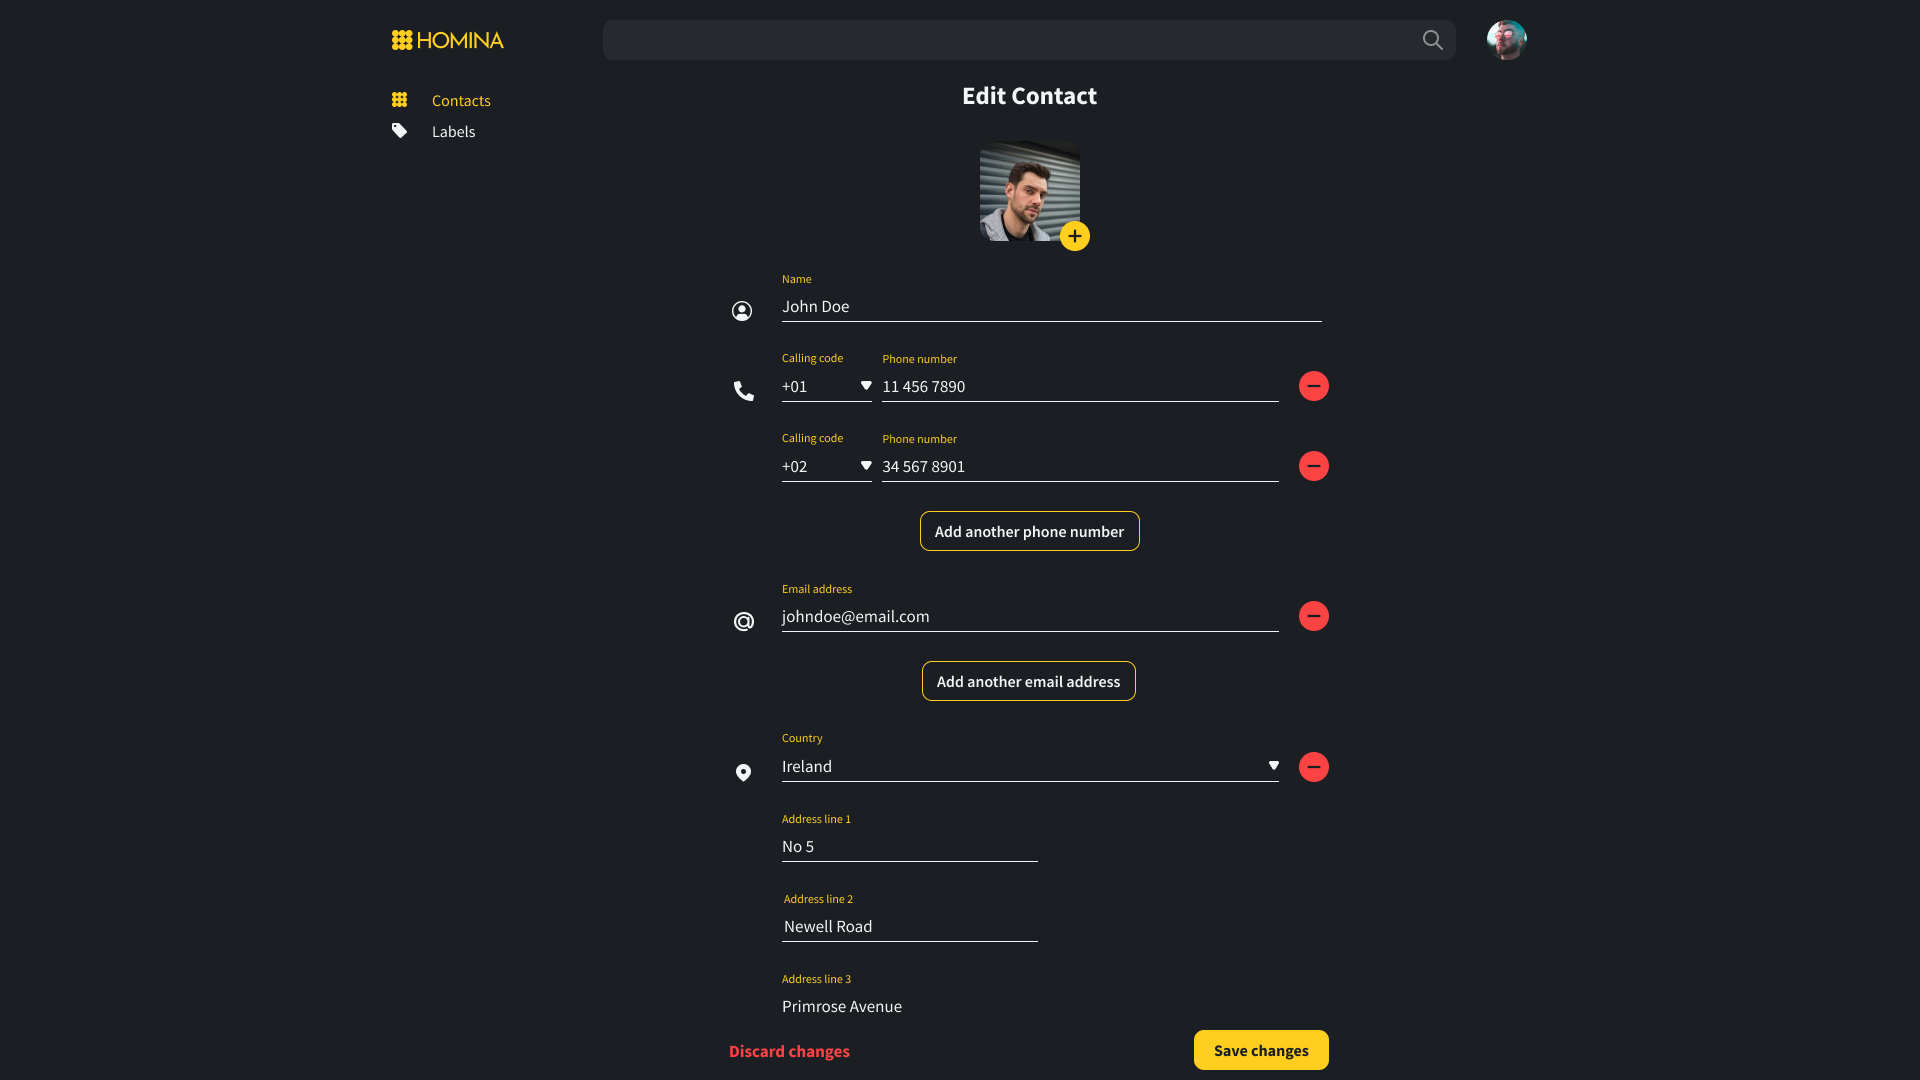 HOMINA
Contacts
Labels
Edit Contact
Name
John Doe
Calling code Phone number
+01 11 456 7890
Calling code Phone number
+02 34 567 8901
Add another phone number
Email address
johndoe@email.com
Add another email address
Country
Ireland
Address line 1
No 5
Address line 2
Newell Road
Address line 3
Primrose Avenue
Discard changes Save changes